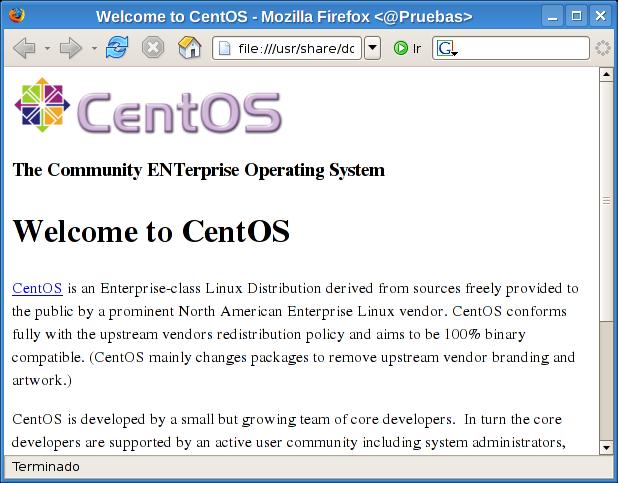 Welcome to CentOS - Mozilla Firefox <@Pruebas>
file:///usr/share/dc
Ir
G
CentOS
The Community ENTerprise Operating System
Welcome to CentOS
CentOS is an Enterprise-class Linux Distribution derived from sources freely provided to
the public by a prominent North American Enterprise Linux vendor. CentOS conforms
fully with the upstream vendors redistribution policy and aims to be 100% binary
compatible. (CentOS mainly changes packages to remove upstream vendor branding and
artwork.)
CentOS is developed by a small but growing team of core developers.  In turn the core
developers are supported by an active user community including system administrators,
Terminado